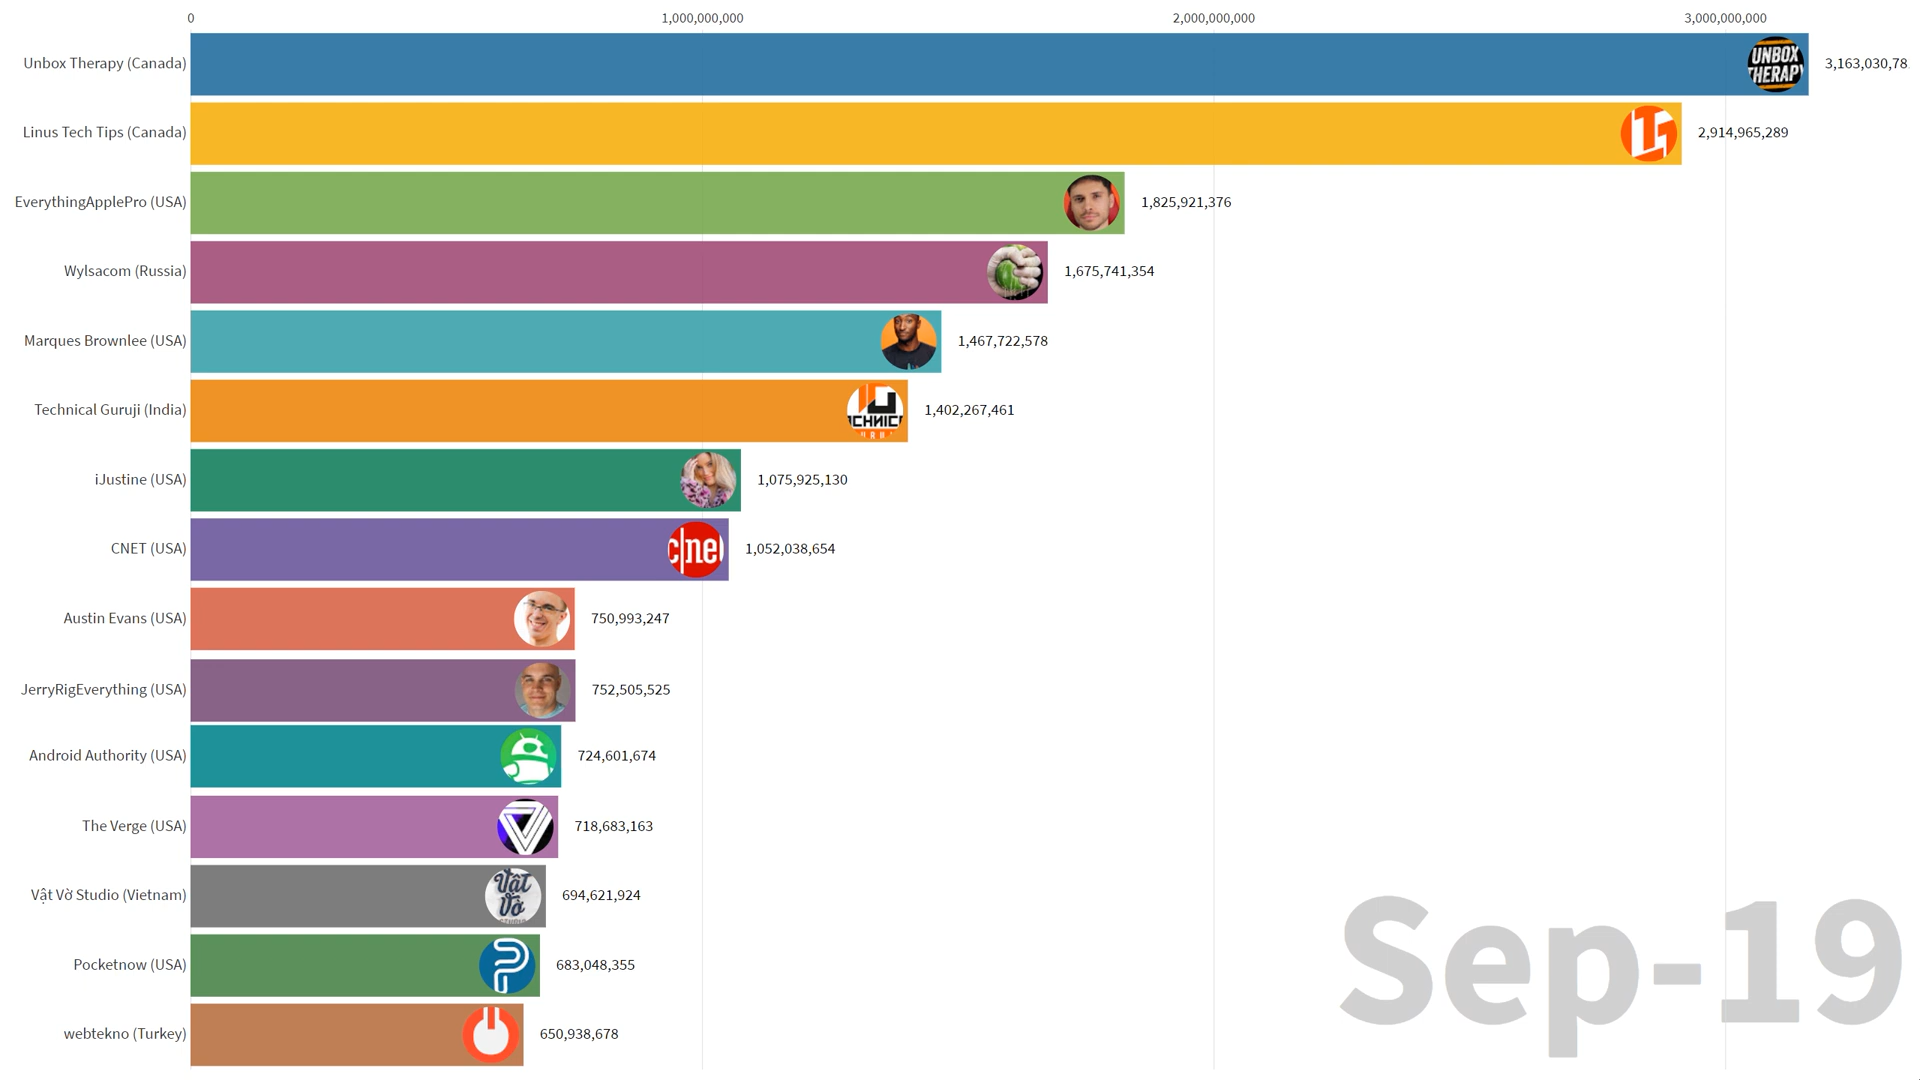 0 1,000,000,000 2,000,000,000 3,000,000,000
Unbox Therapy (Canada) UNBOX THERAPY 3,163,030,78
Linus Tech Tips (Canada) 2,914,965,289
EverythingApplePro (USA) 1,825,921,376
Wylsacom (Russia) 1,675,741,354
Marques Brownlee (USA) 1,467,722,578
Technical Guruji (India) 1,402,267,461
iJustine (USA) 1,075,925,130
CNET (USA) c|net 1,052,038,654
Austin Evans (USA) 750,993,247
JerryRigEverything (USA) 752,505,525
Android Authority (USA) 724,601,674
The Verge (USA) 718,683,163
Vật Vờ Studio (Vietnam) Vật Vờ STUDIO 694,621,924
Pocketnow (USA) 683,048,355
webtekno (Turkey) 650,938,678
Sep-19